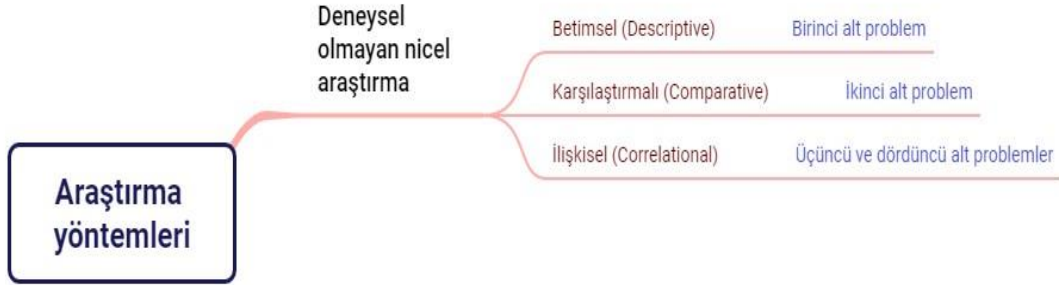 Deneysel
olmayan nicel
araştırma
Betimsel (Descriptive) Birinci alt problem
Karşılaştırmalı (Comparative) İkinci alt problem
İlişkisel (Correlational) Üçüncü ve dördüncü alt problemler
Araştırma
yöntemleri